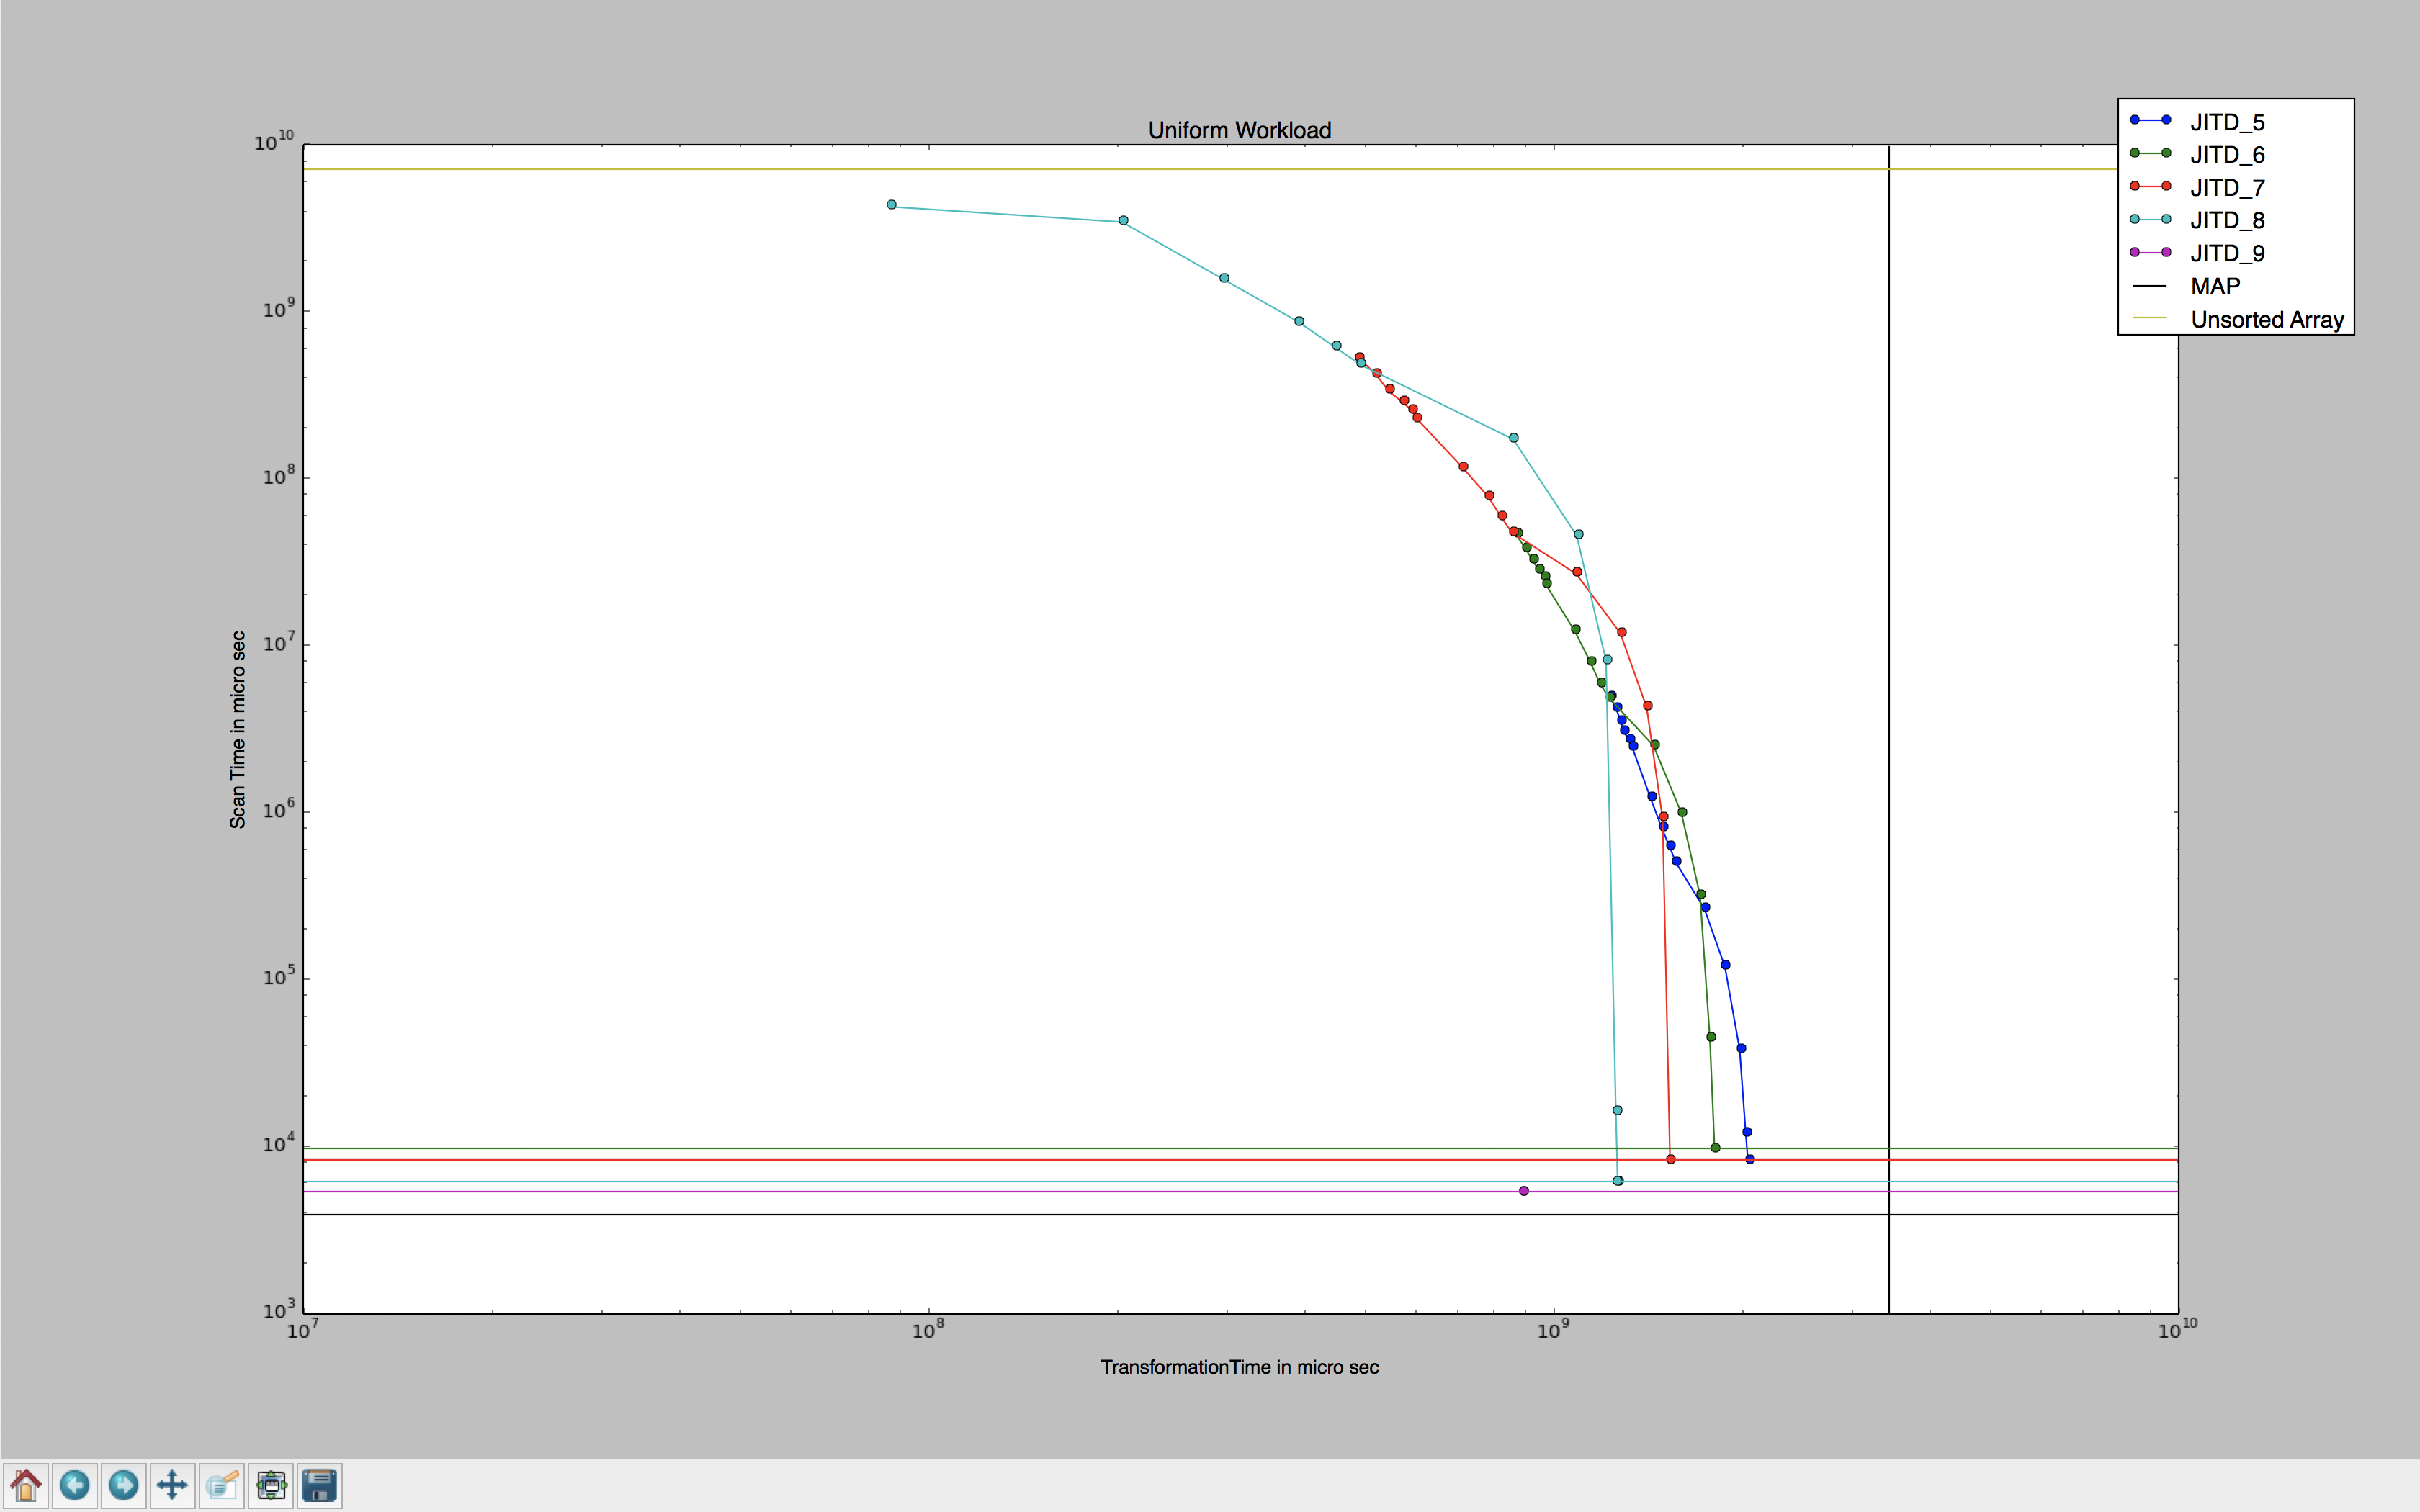 Uniform Workload
JITD_5
JITD_6
JITD_7
JITD_8
JITD_9
MAP
Unsorted Array
10^10
10^9
10^8
10^7
10^6
10^5
10^4
10^3
Scan Time in micro sec
10^7
10^8
10^9
10^10
TransformationTime in micro sec